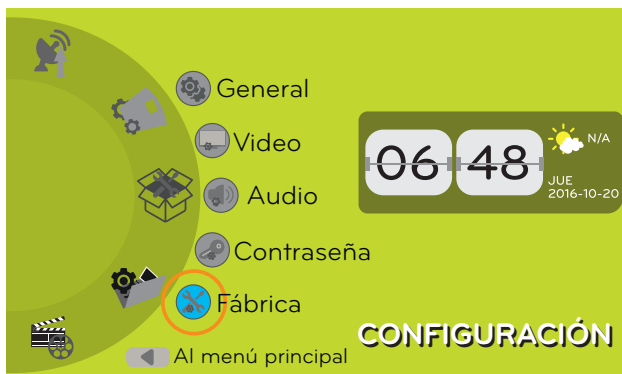 General
Video
Audio
Contraseña
Fábrica
Al menú principal
06 48
N/A
JUE
2016-10-20
CONFIGURACIÓN